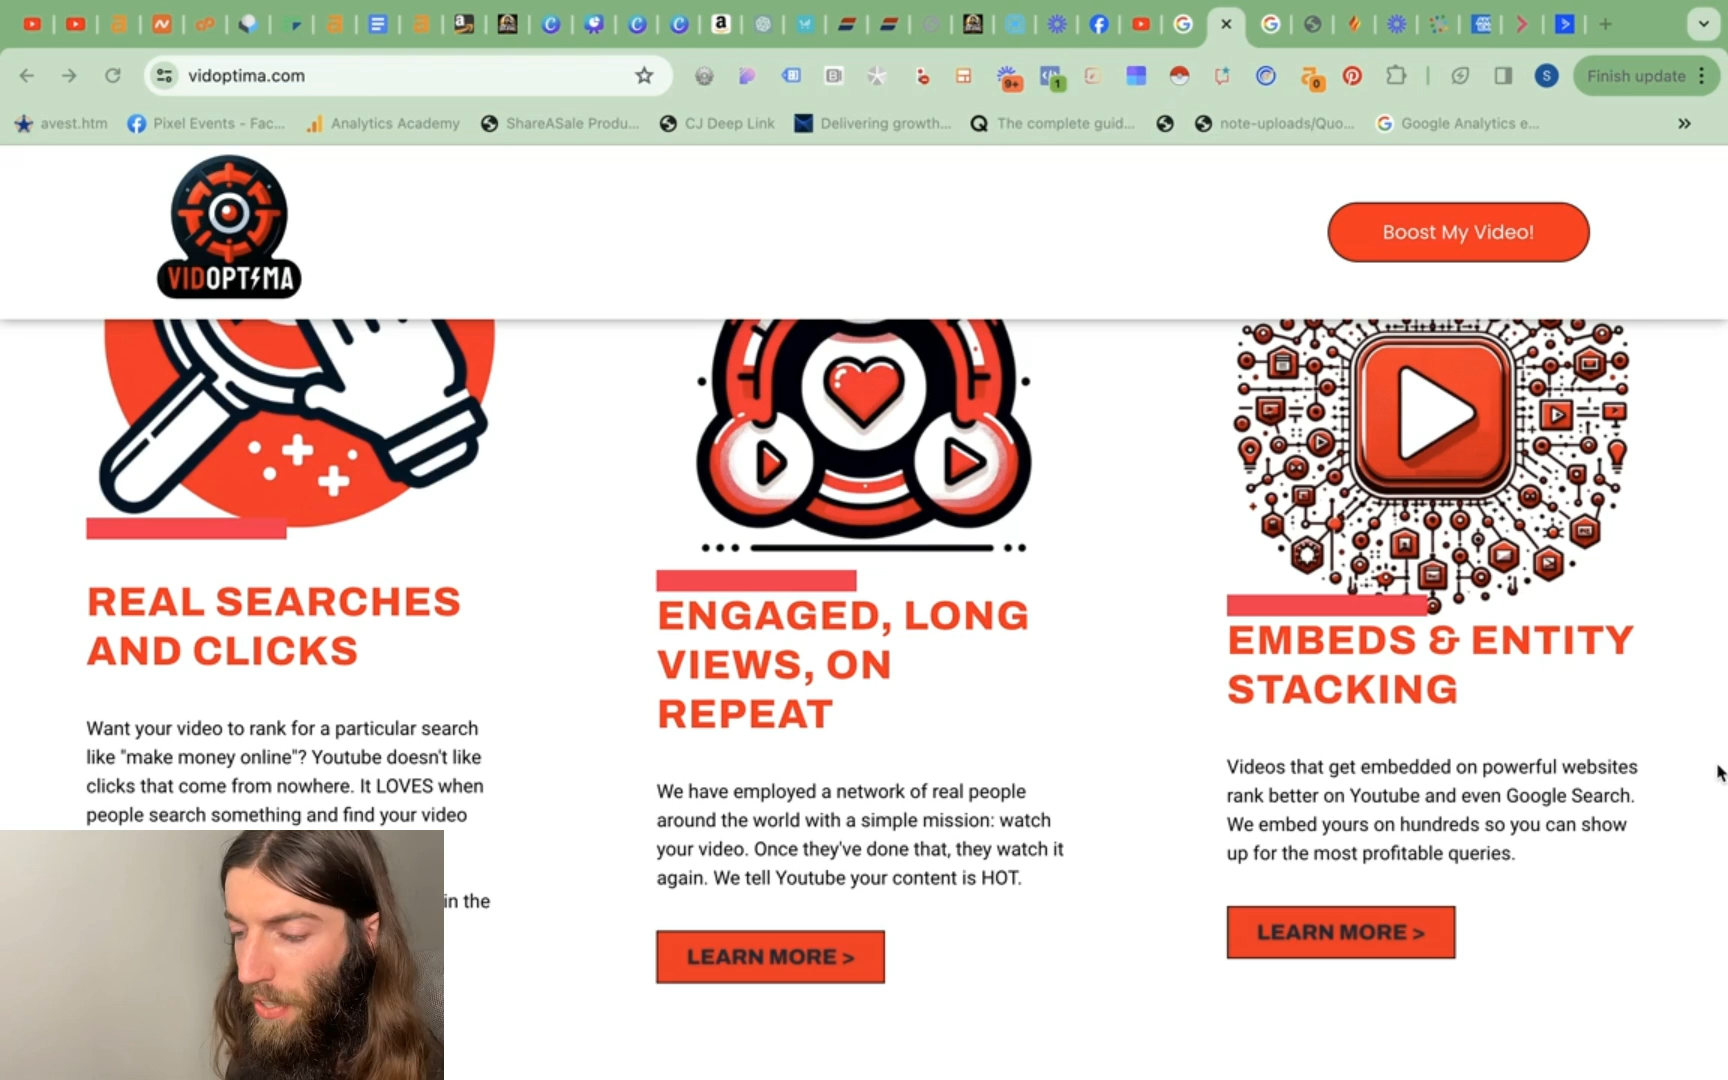 vidoptima.com
Finish update
avest.htm
Pixel Events - Fac...
Analytics Academy
ShareASale Produ...
CJ Deep Link
Delivering growth...
The complete guid...
note-uploads/Quo...
Google Analytics e...
VIDOPTIMA
Boost My Video!
REAL SEARCHES
AND CLICKS
Want your video to rank for a particular search
like "make money online"? Youtube doesn't like
clicks that come from nowhere. It LOVES when
people search something and find your video
in the
ENGAGED, LONG
VIEWS, ON
REPEAT
We have employed a network of real people
around the world with a simple mission: watch
your video. Once they've done that, they watch it
again. We tell Youtube your content is HOT.
LEARN MORE >
EMBEDS & ENTITY
STACKING
Videos that get embedded on powerful websites
rank better on Youtube and even Google Search.
We embed yours on hundreds so you can show
up for the most profitable queries.
LEARN MORE >